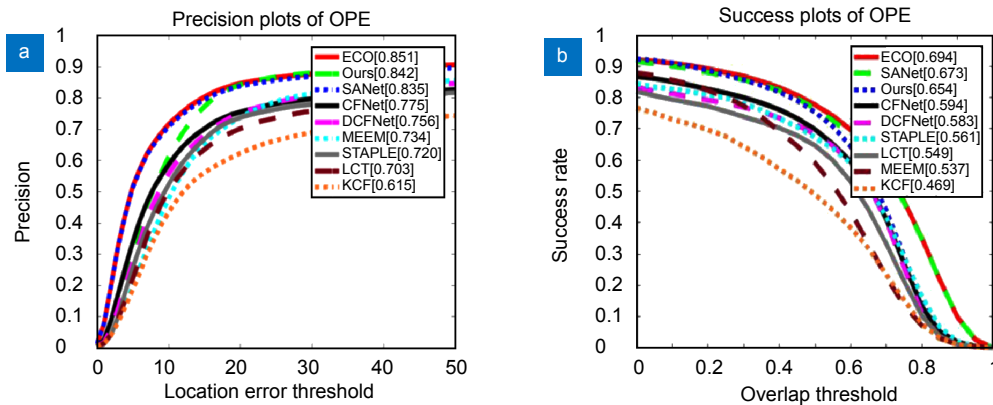 a
Precision plots of OPE
Precision
1
0.9
0.8
0.7
0.6
0.5
0.4
0.3
0.2
0.1
0
0
10
20
30
40
50
Location error threshold
ECO[0.851]
Ours[0.842]
SANet[0.835]
CFNet[0.775]
DCFNet[0.756]
MEEM[0.734]
STAPLE[0.720]
LCT[0.703]
KCF[0.615]
b
Success plots of OPE
Success rate
1
0.9
0.8
0.7
0.6
0.5
0.4
0.3
0.2
0.1
0
0
0.2
0.4
0.6
0.8
1
Overlap threshold
ECO[0.694]
SANet[0.673]
Ours[0.654]
CFNet[0.594]
DCFNet[0.583]
STAPLE[0.561]
LCT[0.549]
MEEM[0.537]
KCF[0.469]